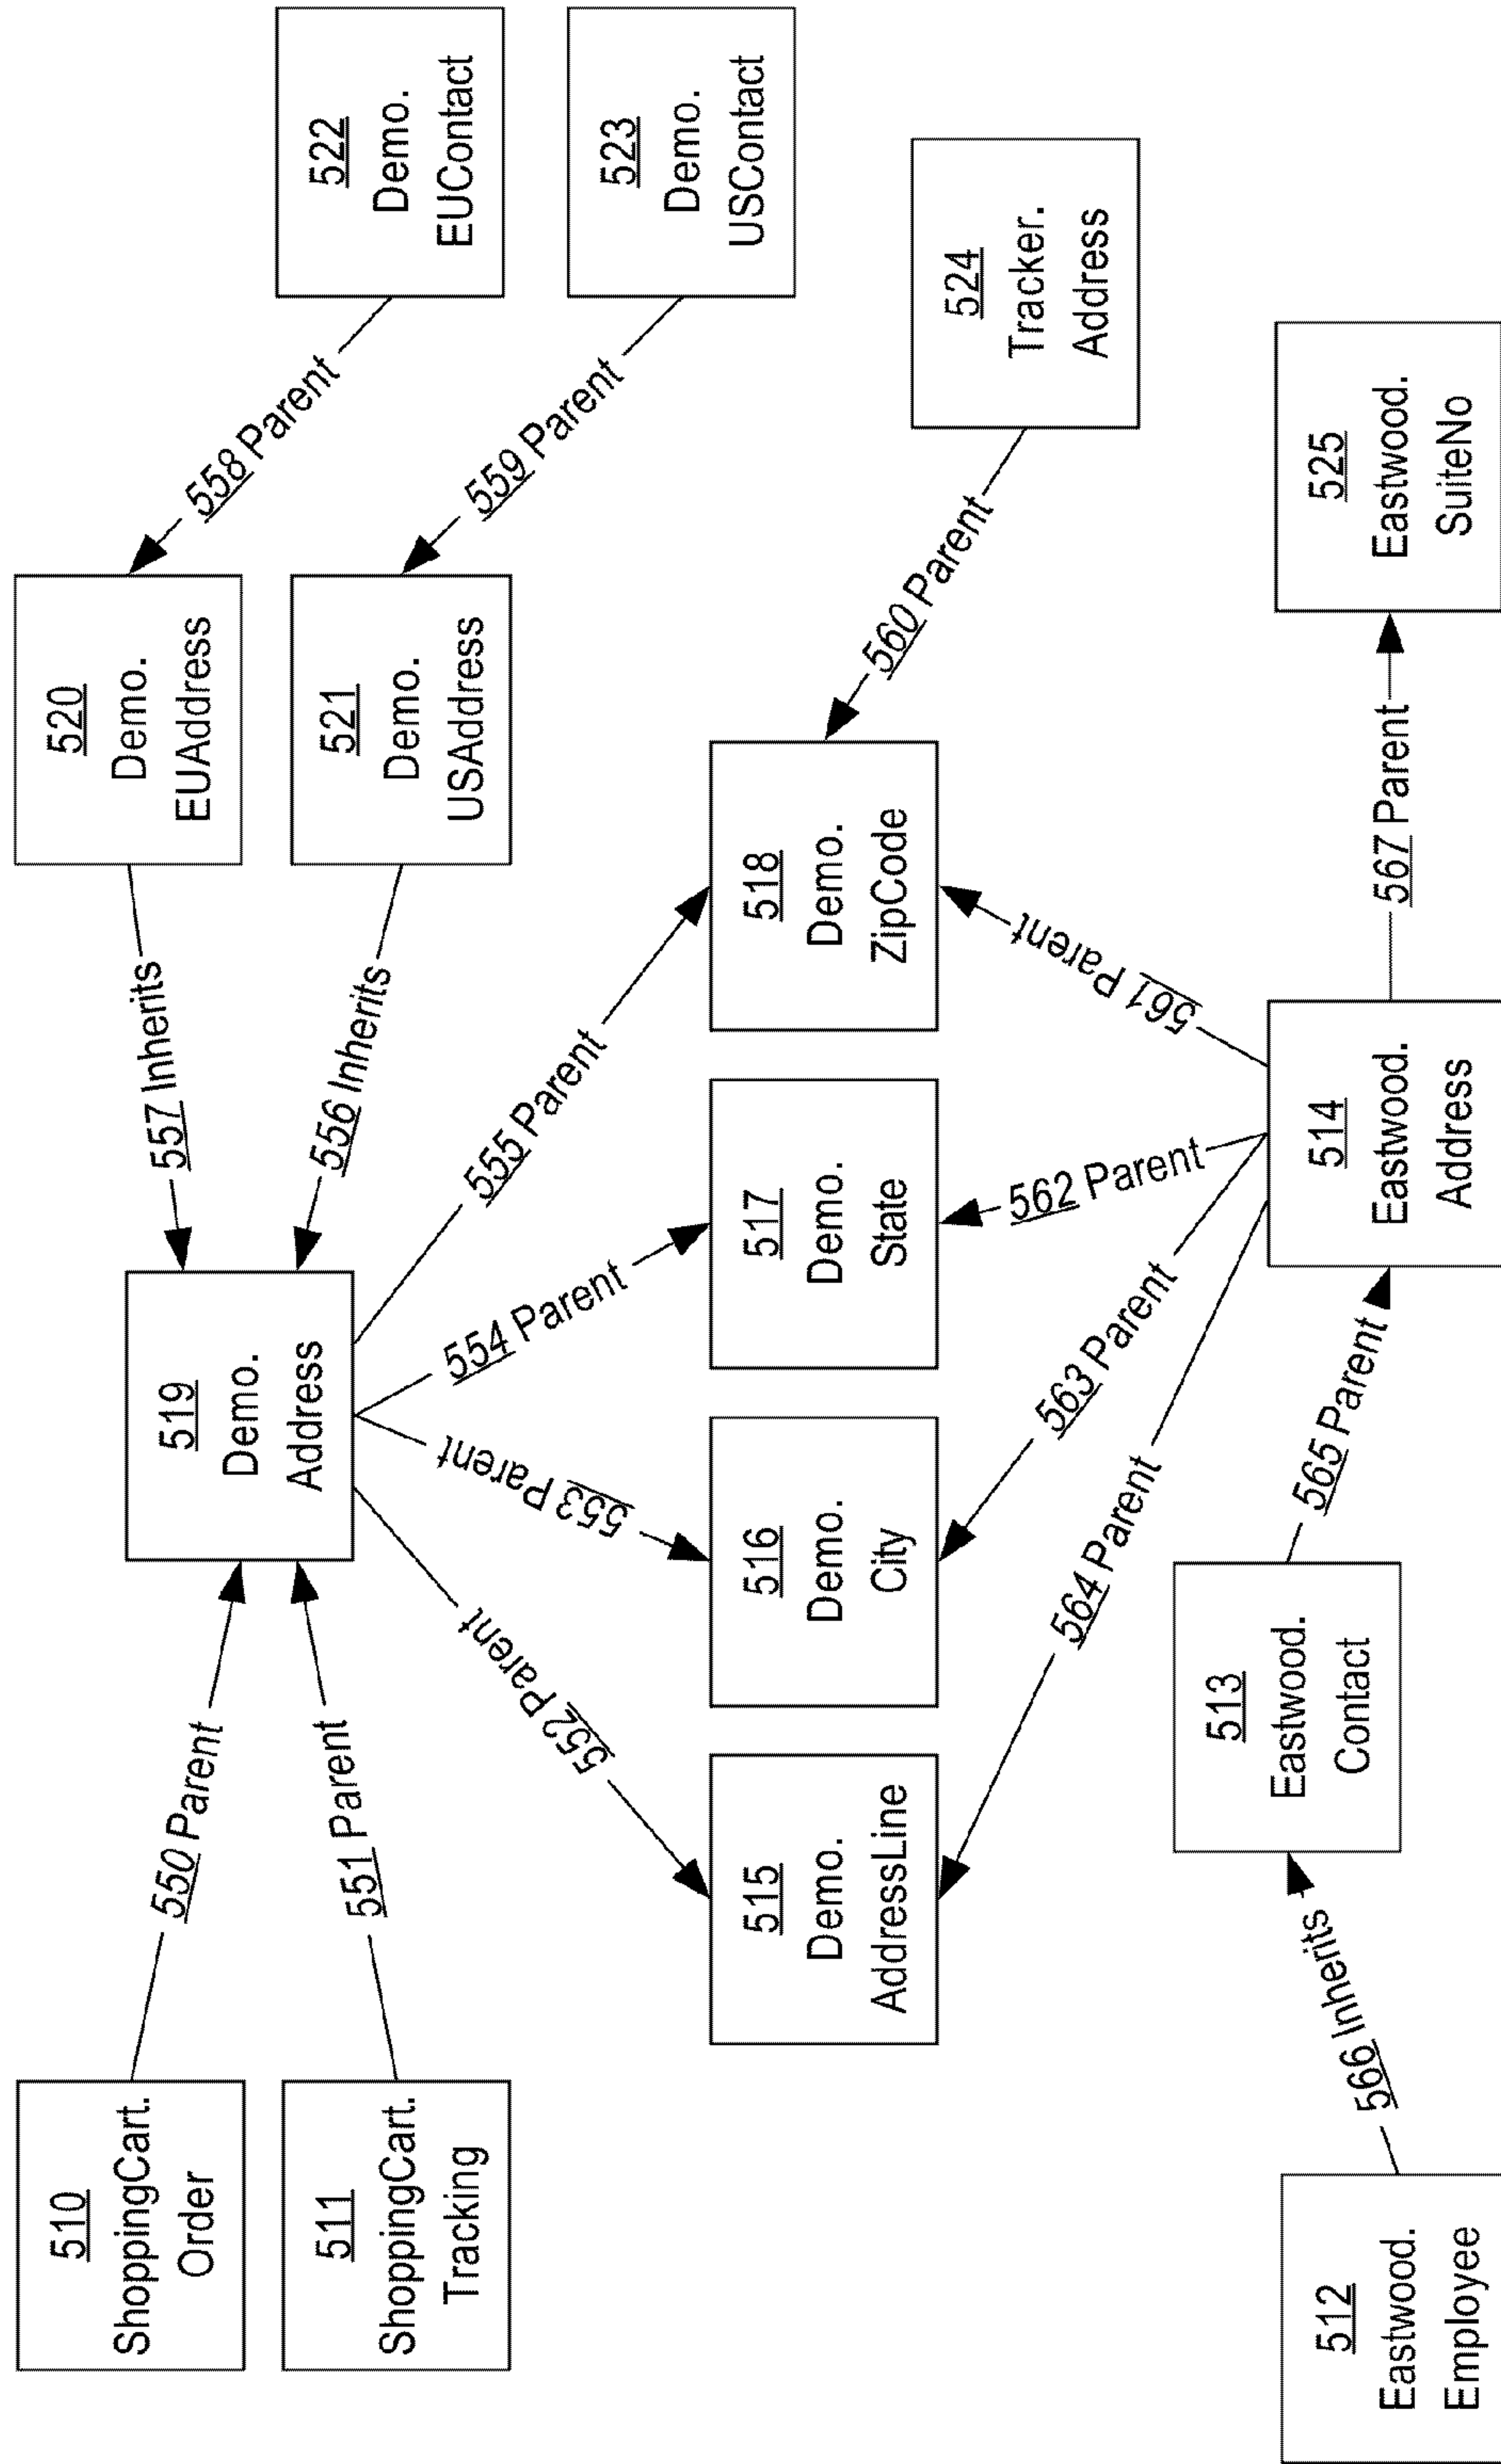 510
ShoppingCart.
Order
550 Parent
519
Demo.
Address
557 Inherits
520
Demo.
EUAddress
558 Parent
522
Demo.
EUContact
511
ShoppingCart.
Tracking
551 Parent
556 Inherits
521
Demo.
USAddress
559 Parent
523
Demo.
USContact
552 Parent
553 Parent
554 Parent
555 Parent
515
Demo.
AddressLine
516
Demo.
City
517
Demo.
State
518
Demo.
ZipCode
560 Parent
524
Tracker.
Address
564 Parent
563 Parent
562 Parent
561 Parent
512
Eastwood.
Employee
566 Inherits
513
Eastwood.
Contact
565 Parent
514
Eastwood.
Address
567 Parent
525
Eastwood.
SuiteNo